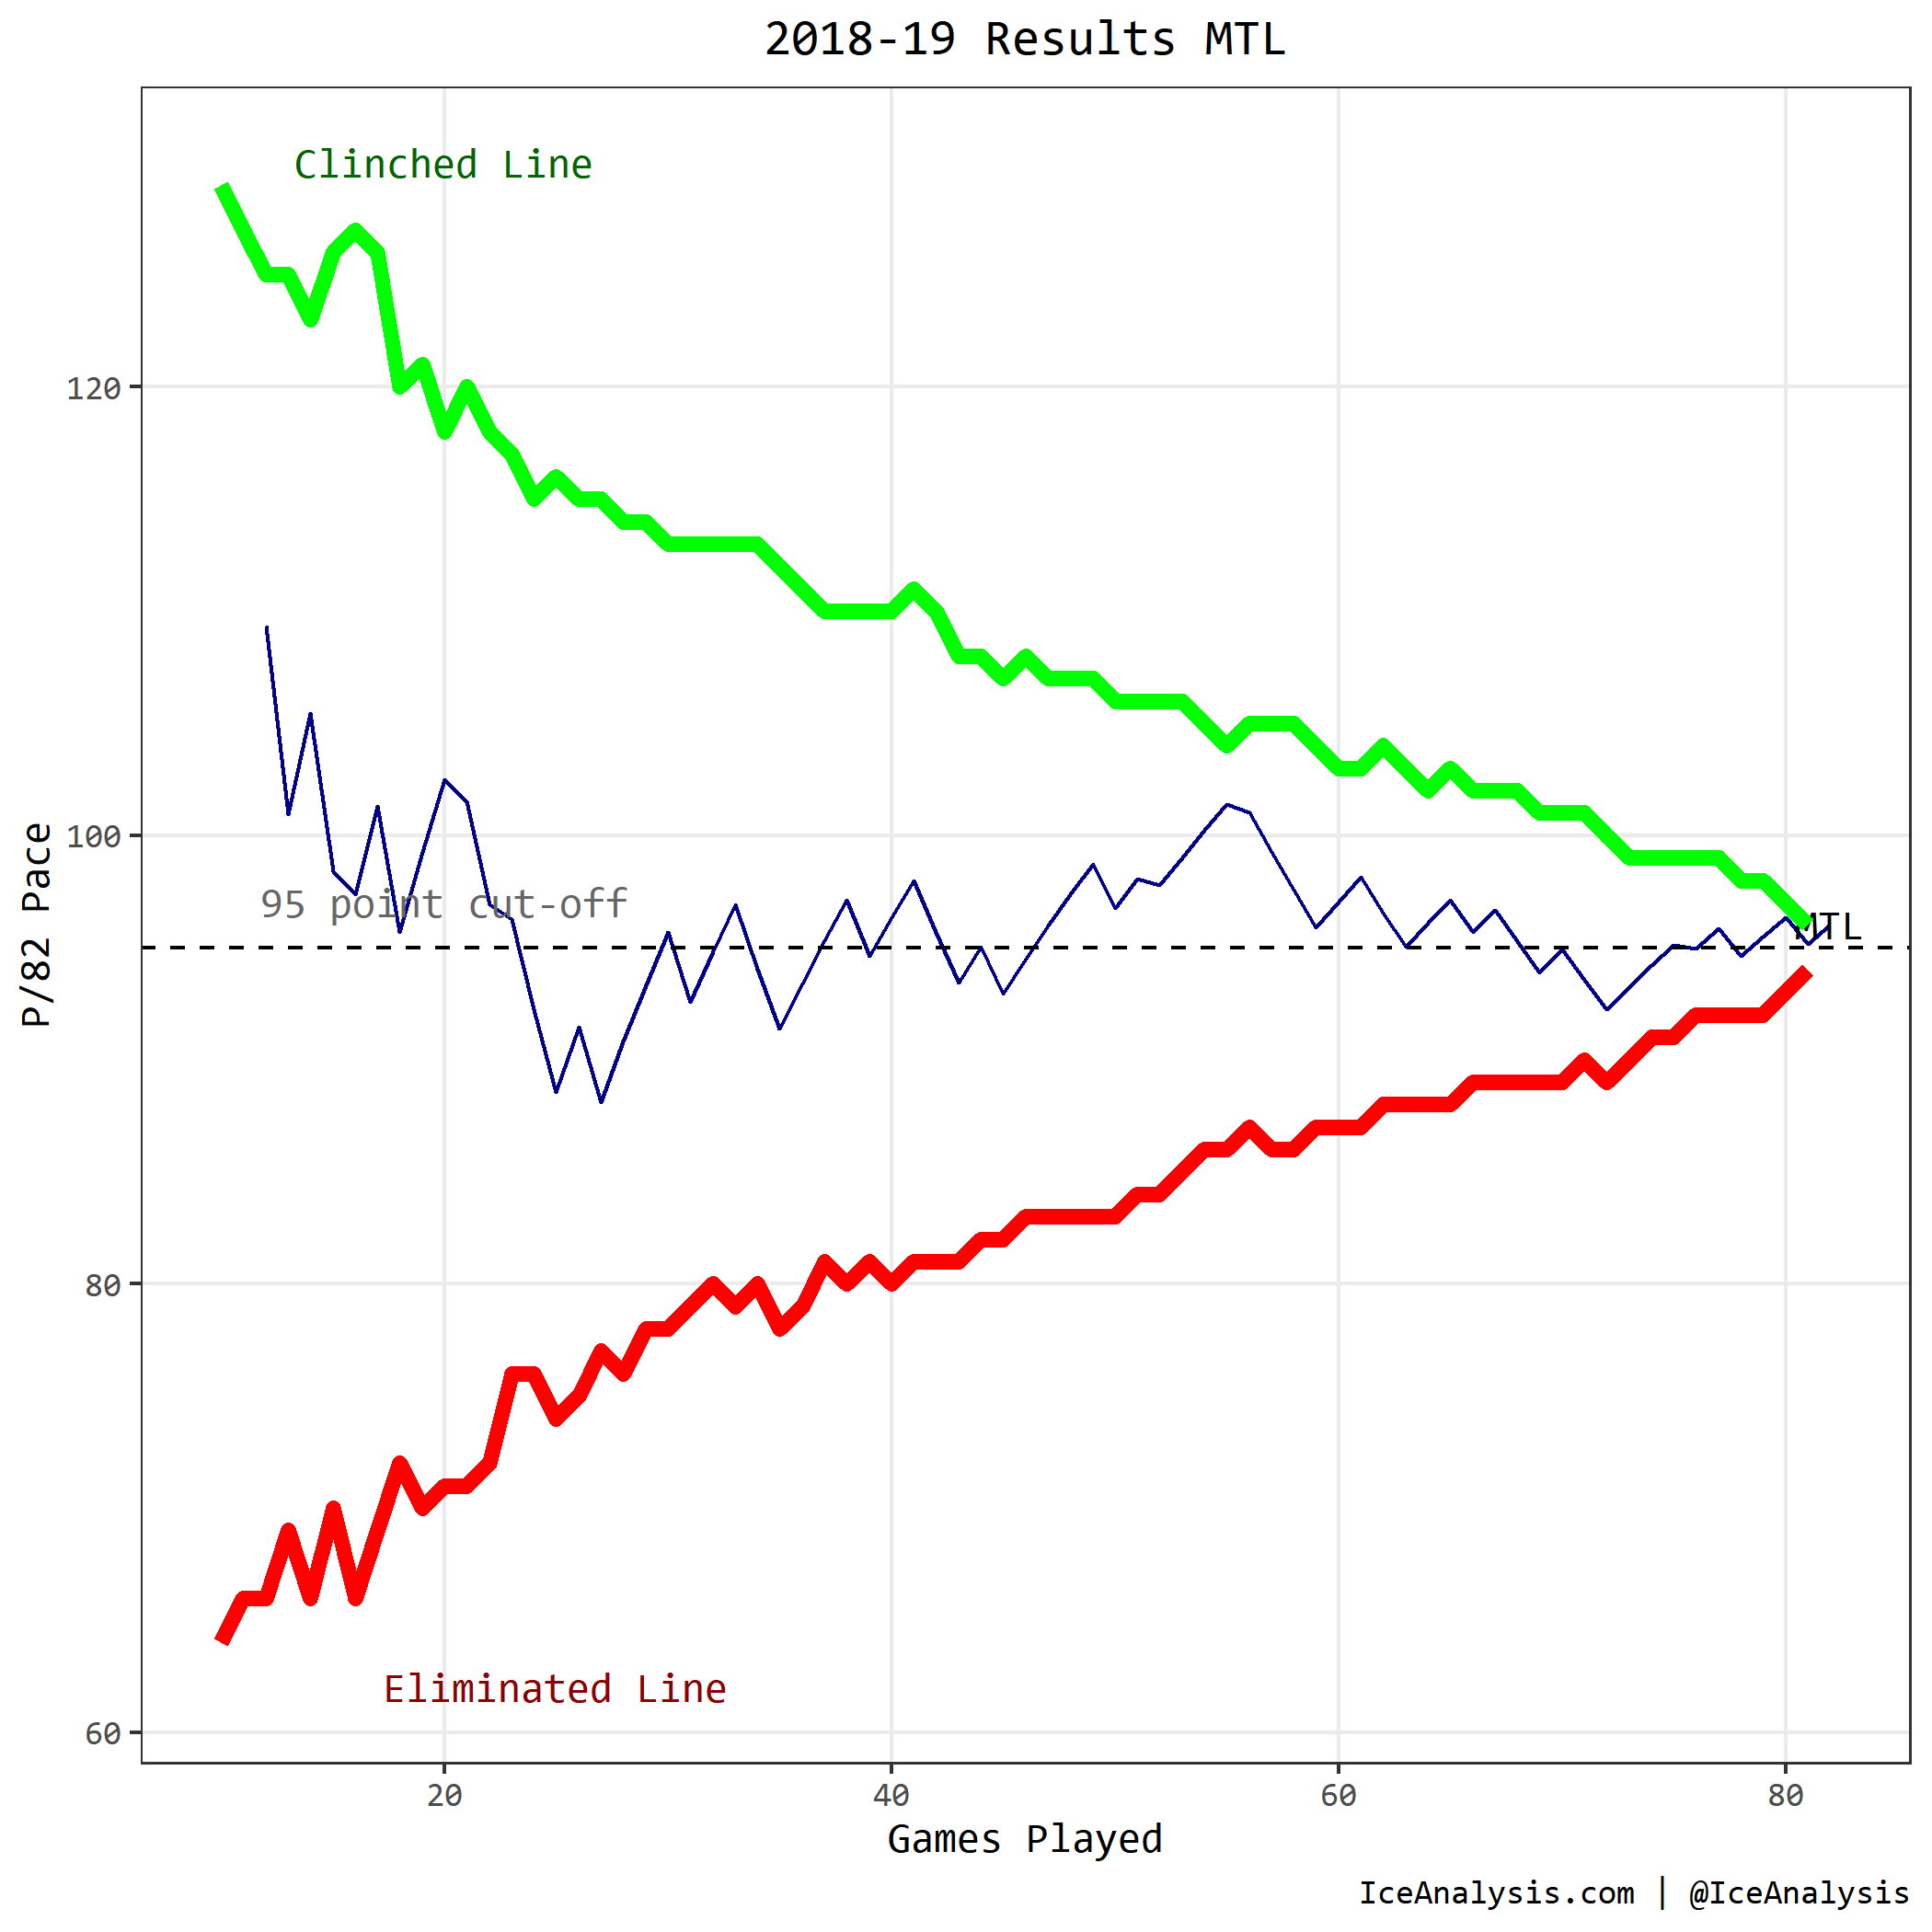 2018-19 Results MTL
Clinched Line
120
100
95 point cut-off
MTL
P/82 Pace
80
Eliminated Line
60
20 40 60 80
Games Played
IceAnalysis.com | @IceAnalysis